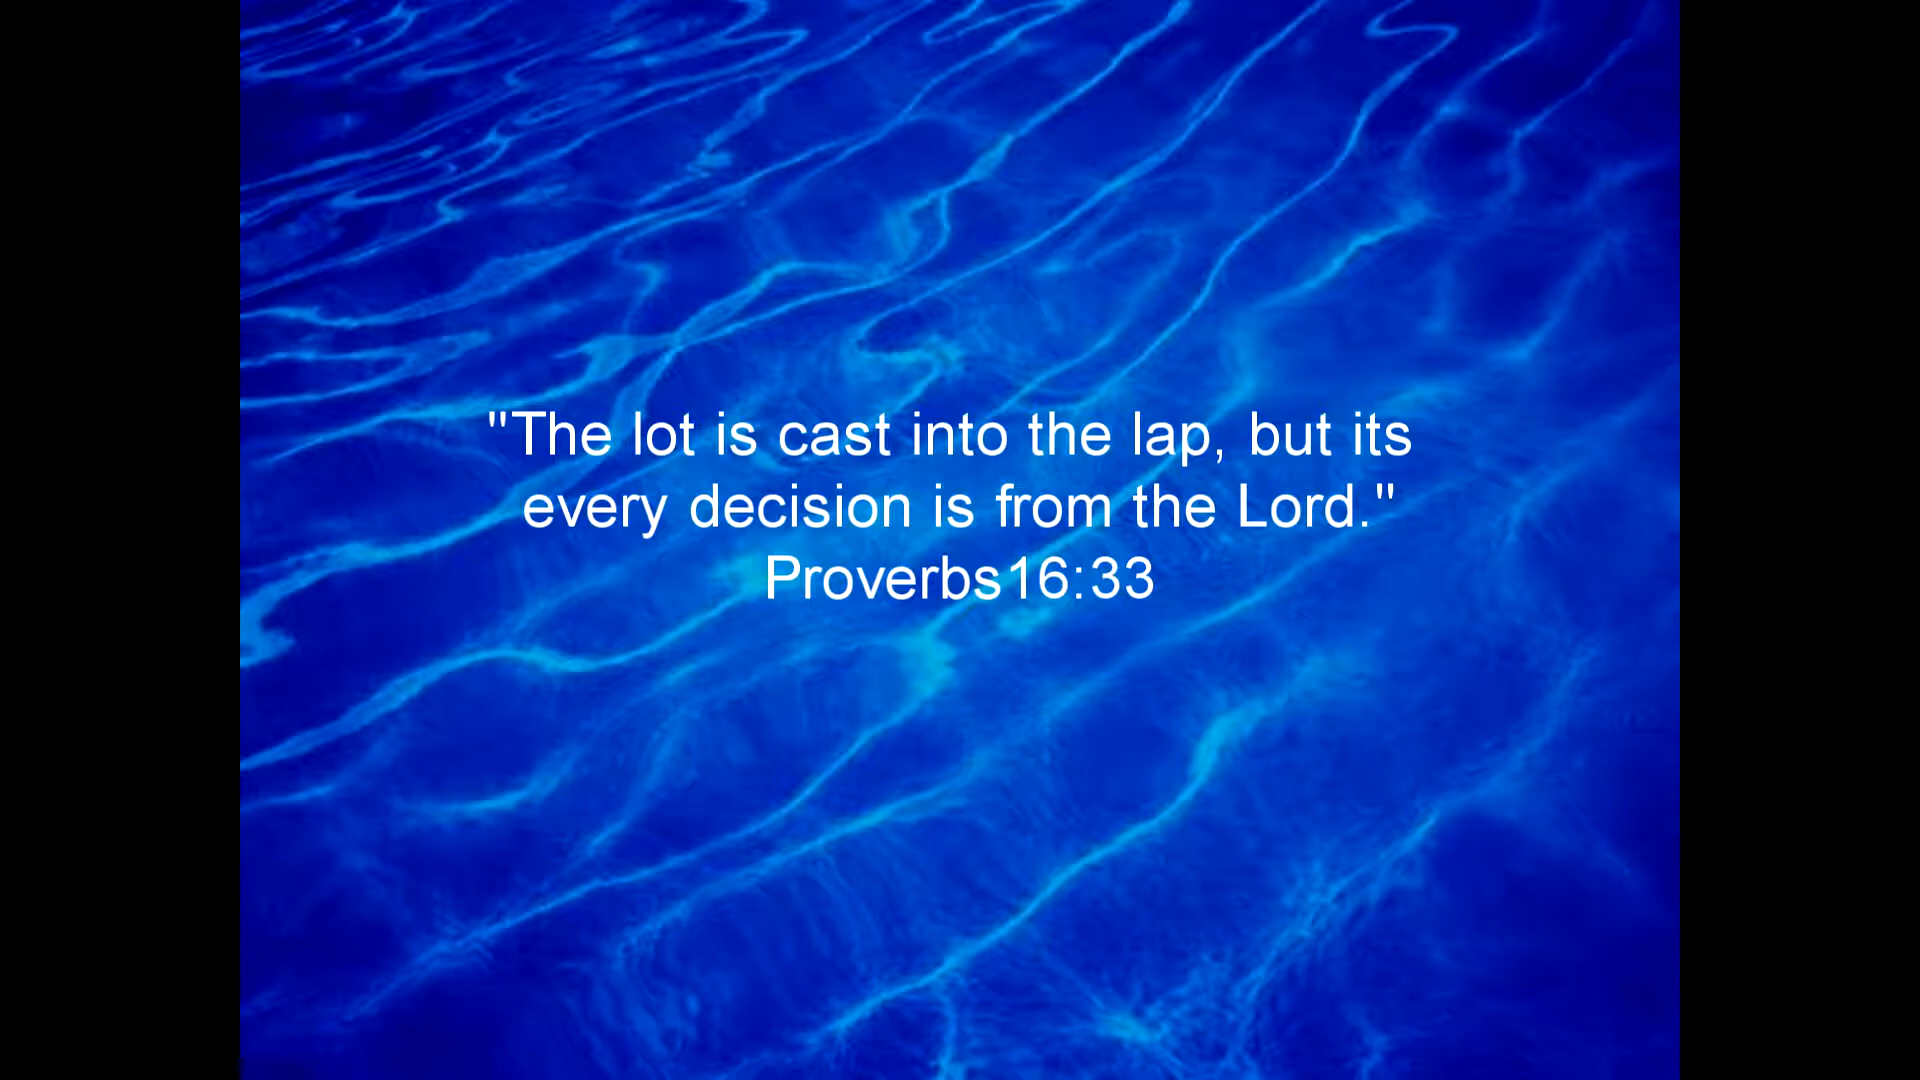 "The lot is cast into the lap, but its
every decision is from the Lord."
Proverbs16:33